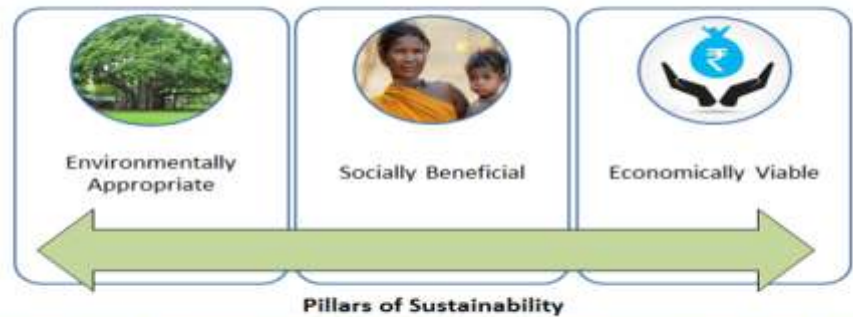 Environmentally
Appropriate
Socially Beneficial
₹
Economically Viable
Pillars of Sustainability